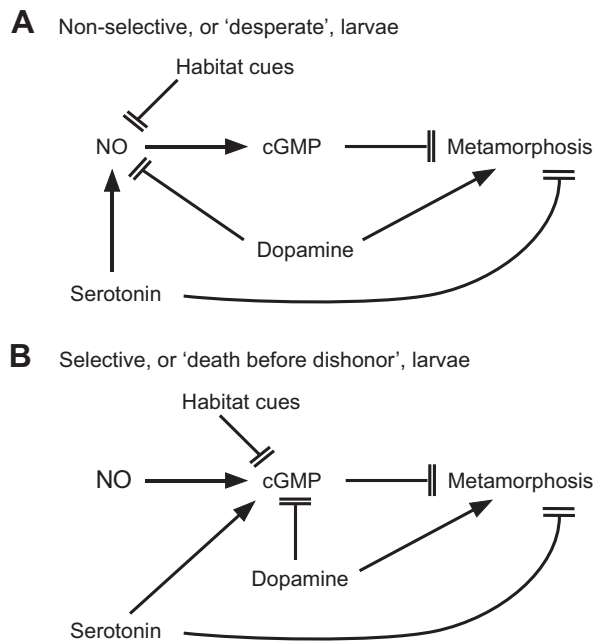 A Non-selective, or ‘desperate’, larvae
Habitat cues
NO cGMP Metamorphosis
Dopamine
Serotonin
B Selective, or ‘death before dishonor’, larvae
Habitat cues
NO cGMP Metamorphosis
Dopamine
Serotonin